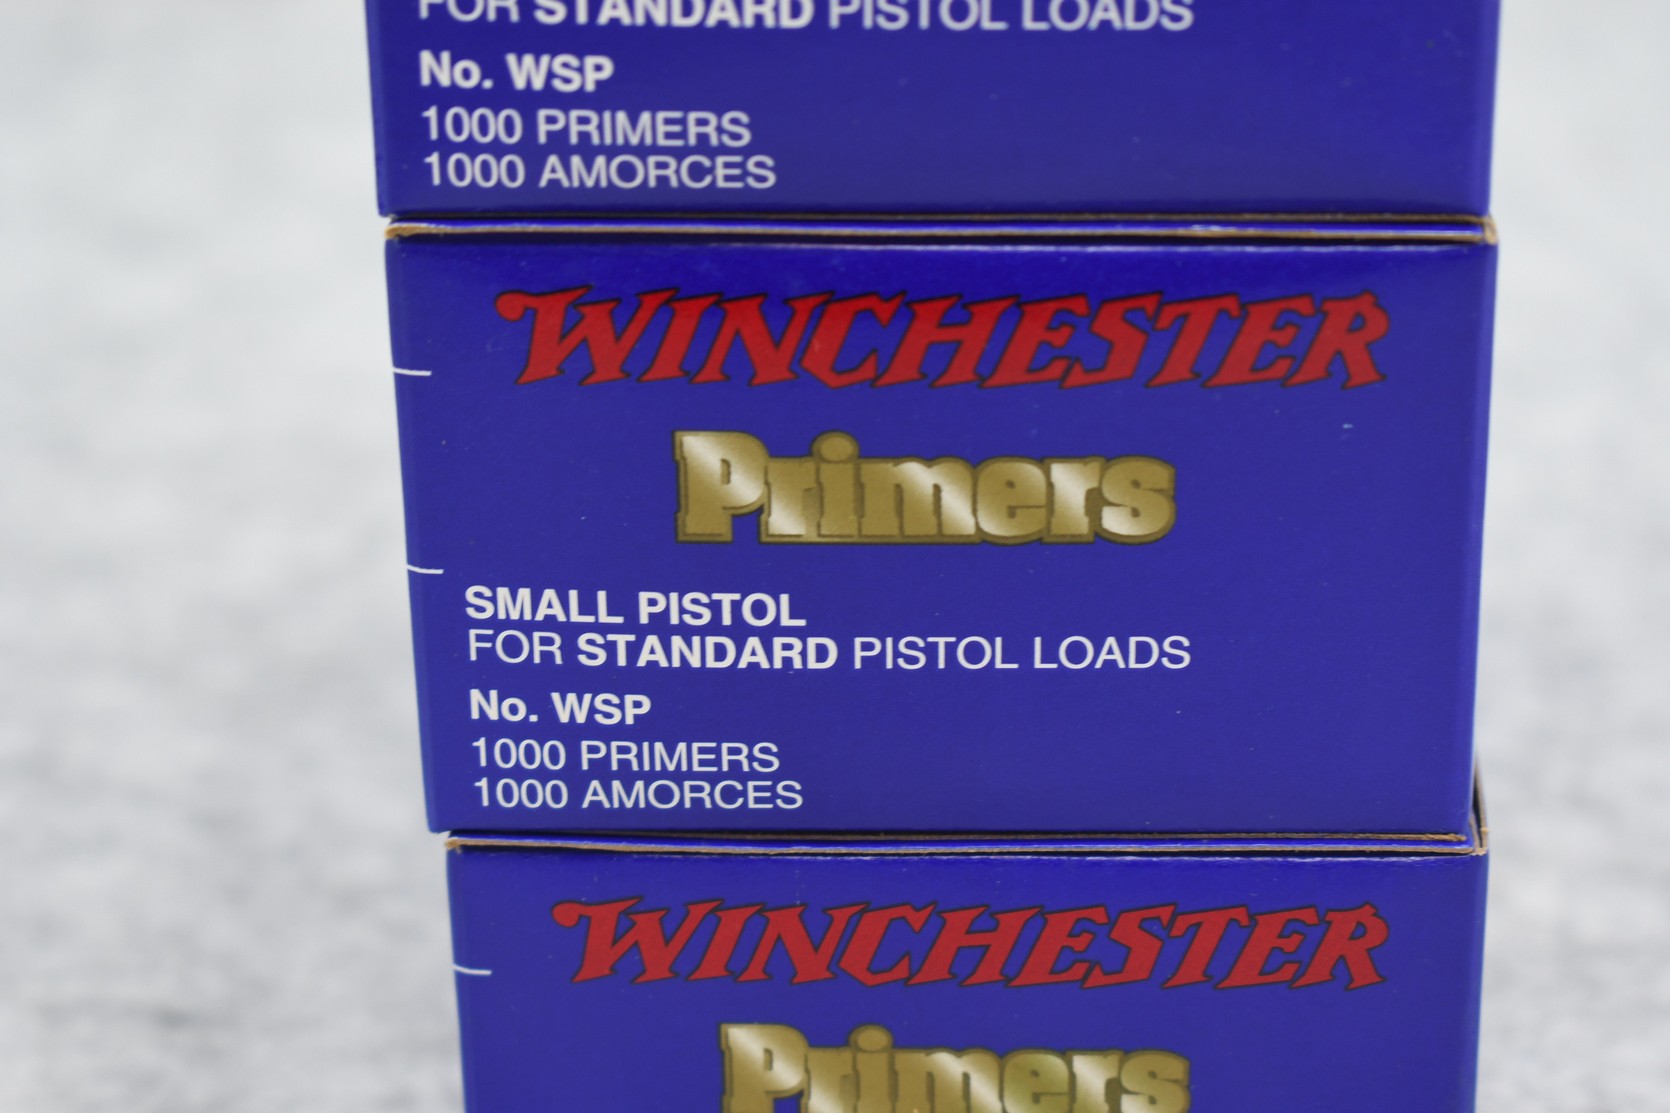 FOR STANDARD PISTOL LOADS
No. WSP
1000 PRIMERS
1000 AMORCES
WINCHESTER
Primers
SMALL PISTOL
FOR STANDARD PISTOL LOADS
No. WSP
1000 PRIMERS
1000 AMORCES
WINCHESTER
Primers